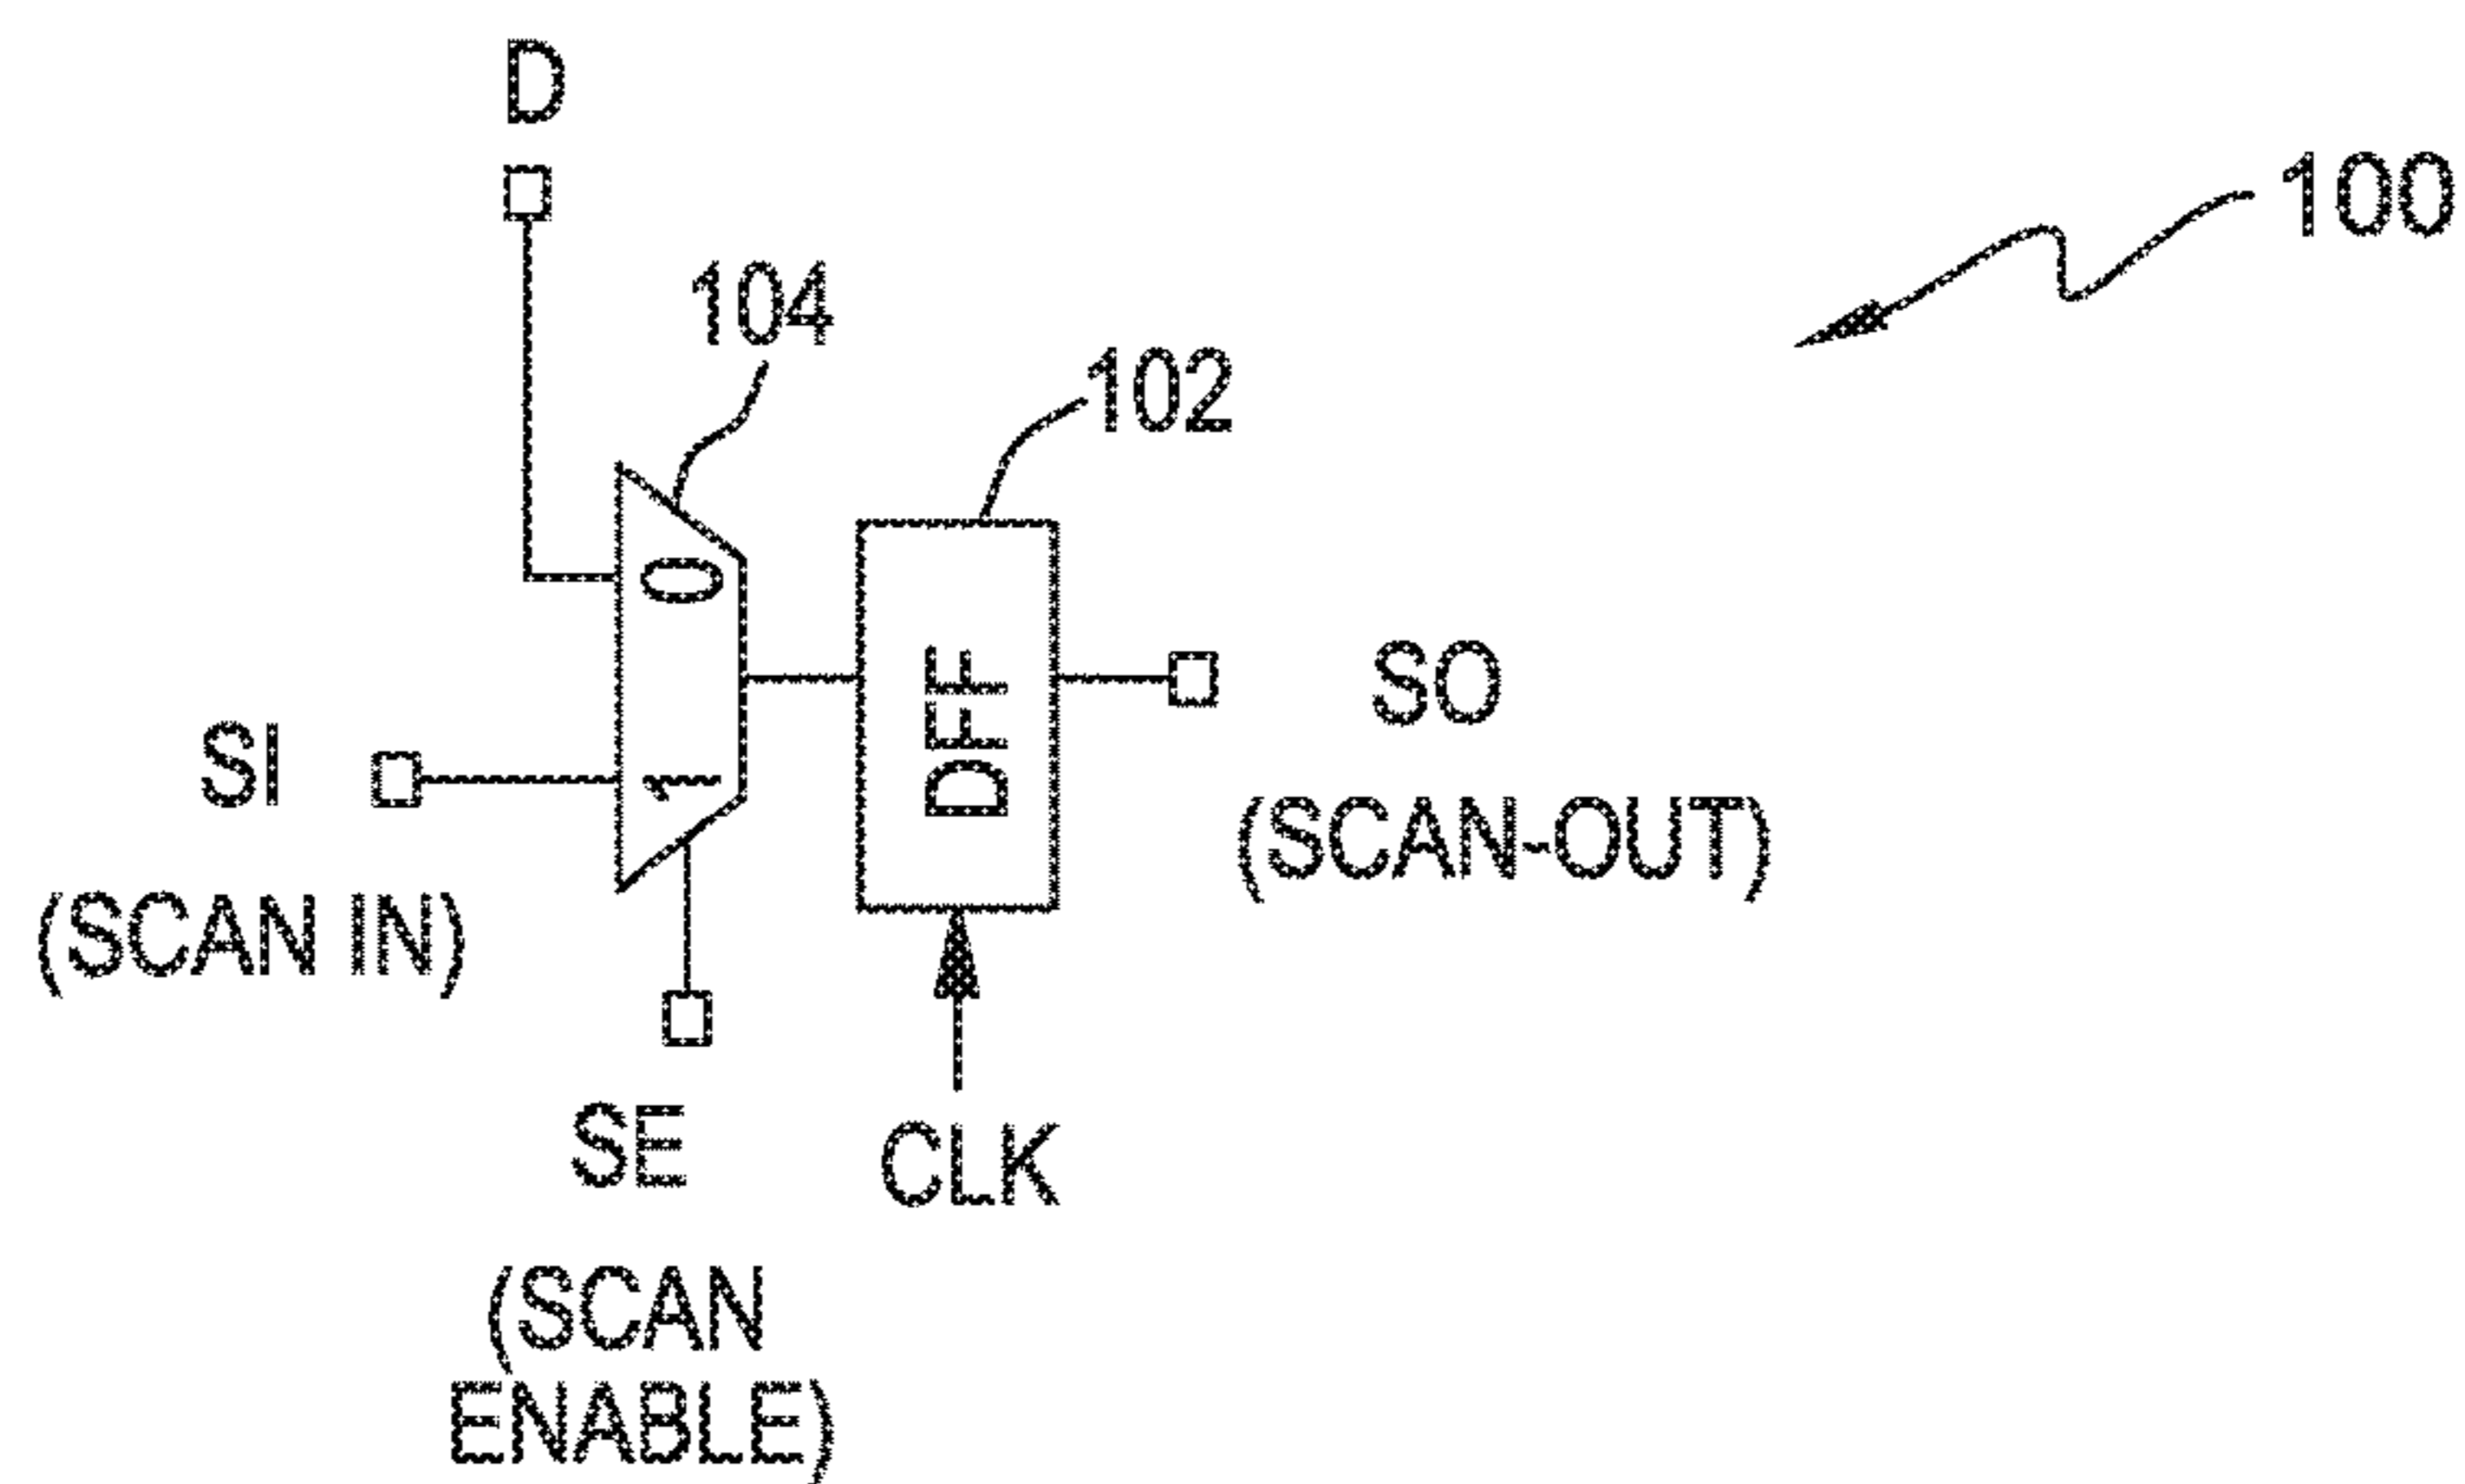 D
100
104
102
0
DFF
SO
SI
1
(SCAN-OUT)
(SCAN IN)
SE
CLK
(SCAN
ENABLE)